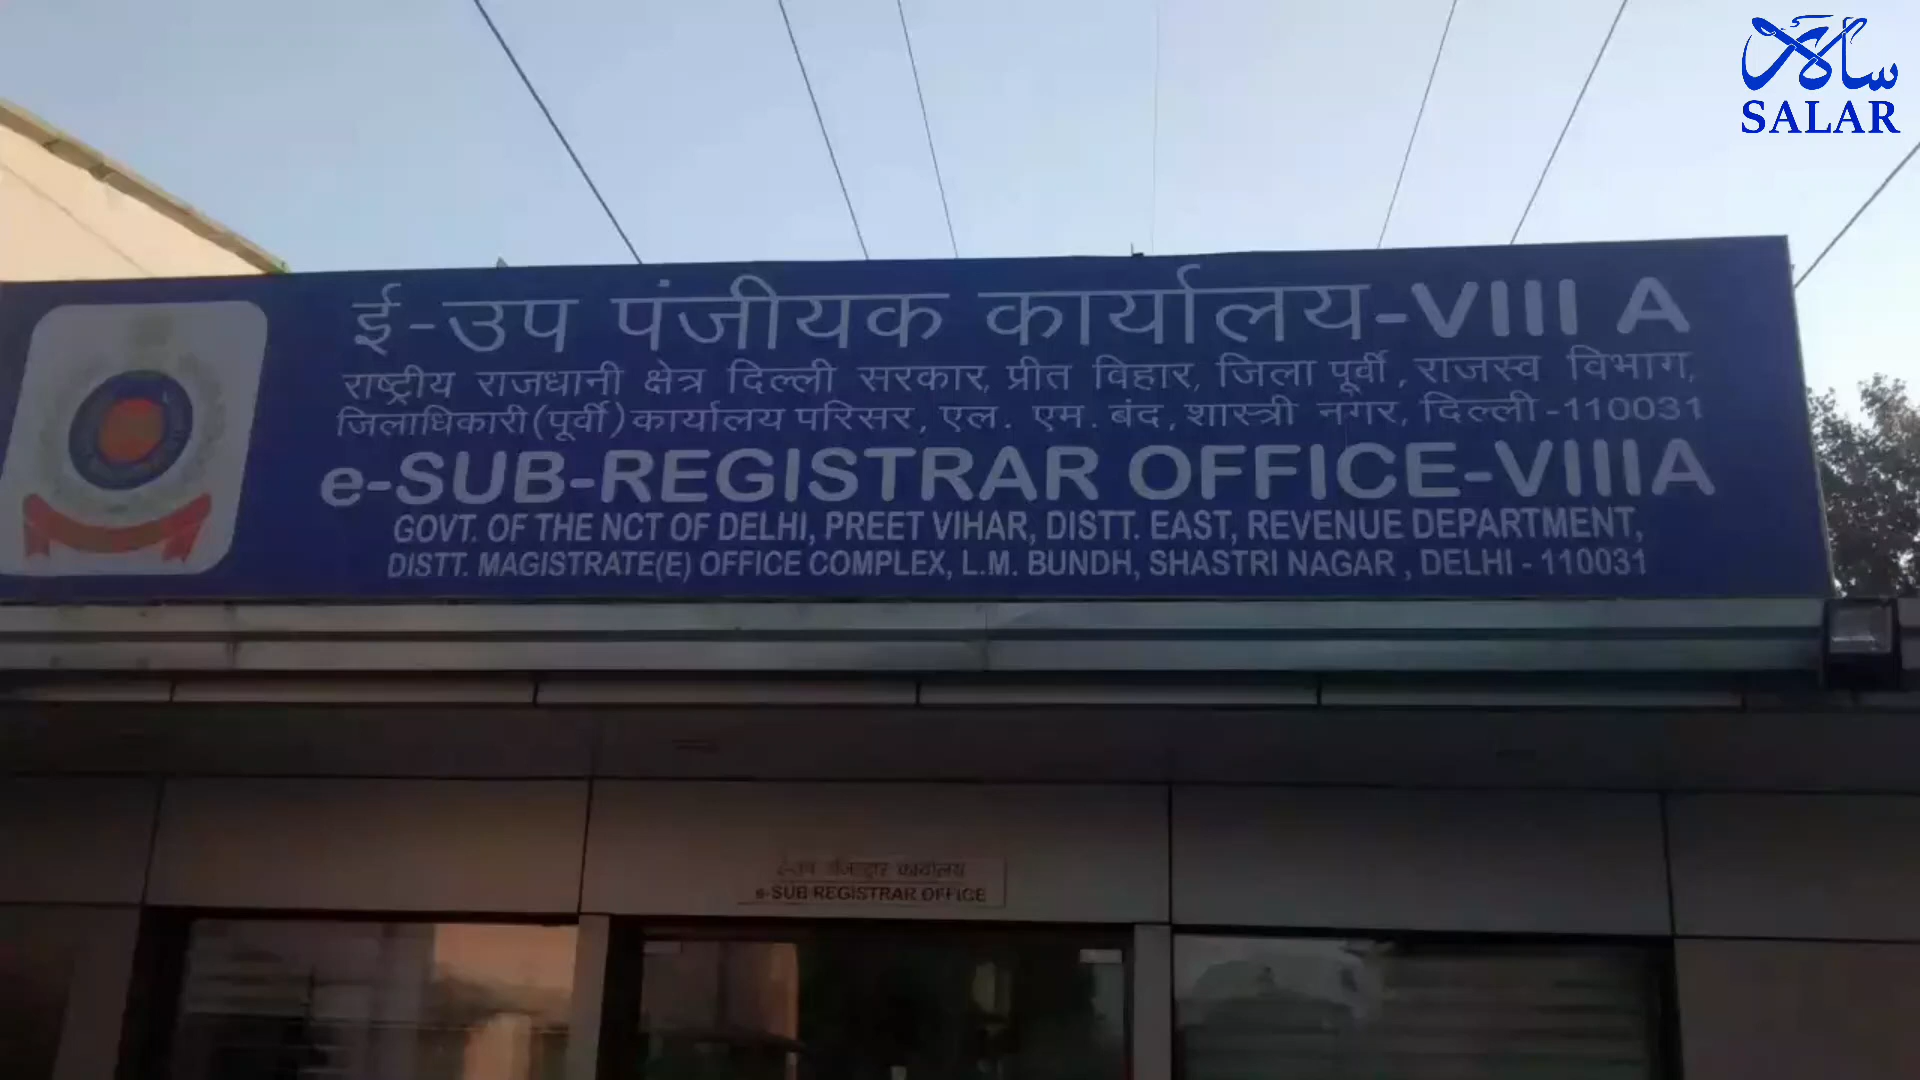 سالار
SALAR
ई-उप पंजीयक कार्यालय-VIII A
राष्ट्रीय राजधानी क्षेत्र दिल्ली सरकार, प्रीत विहार, जिला पूर्वी, राजस्व विभाग,
जिलाधिकारी(पूर्वी)कार्यालय परिसर, एल. एम. बंद, शास्त्री नगर, दिल्ली-110031
e-SUB-REGISTRAR OFFICE-VIIIA
GOVT. OF THE NCT OF DELHI, PREET VIHAR, DISTT. EAST, REVENUE DEPARTMENT,
DISTT. MAGISTRATE(E) OFFICE COMPLEX, L.M. BUNDH, SHASTRI NAGAR, DELHI - 110031
ई-उप कार्यालय
e-SUB REGISTRAR OFFICE